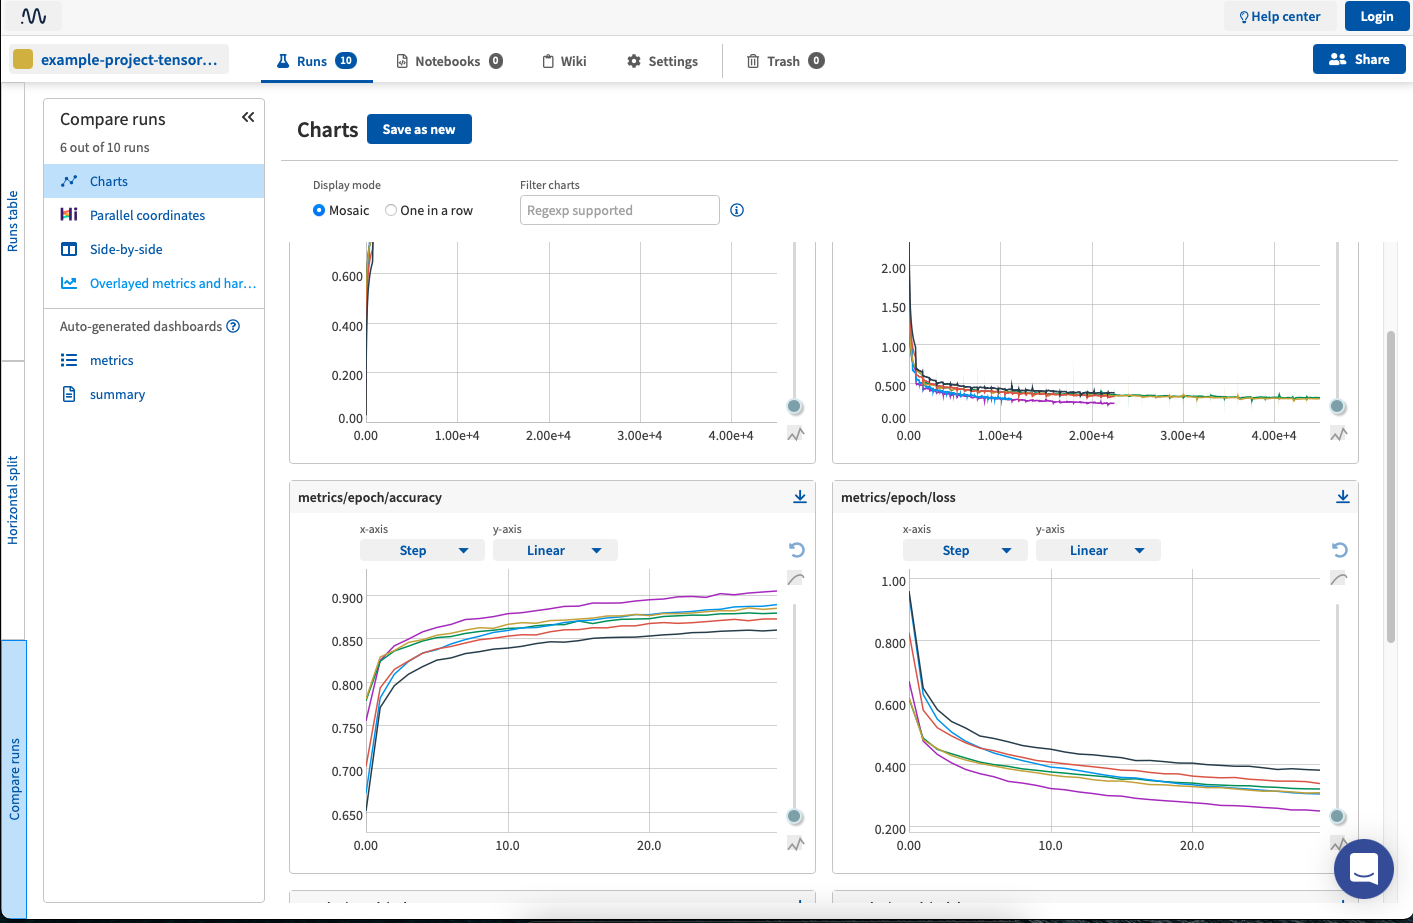 Help center
Login
example-project-tensor...
Runs 10
Notebooks 0
Wiki
Settings
Trash 0
Share
Runs table
Horizontal split
Compare runs
Compare runs
6 out of 10 runs
Charts
Parallel coordinates
Side-by-side
Overlayed metrics and har...
Auto-generated dashboards
metrics
summary
Charts
Save as new
Display mode
Mosaic
One in a row
Filter charts
Regexp supported
0.600
0.400
0.200
0.00
0.00 1.00e+4 2.00e+4 3.00e+4 4.00e+4
2.00
1.50
1.00
0.500
0.00
0.00 1.00e+4 2.00e+4 3.00e+4 4.00e+4
metrics/epoch/accuracy
x-axis y-axis
Step Linear
0.900
0.850
0.800
0.750
0.700
0.650
0.00 10.0 20.0
metrics/epoch/loss
x-axis y-axis
Step Linear
1.00
0.800
0.600
0.400
0.200
0.00 10.0 20.0